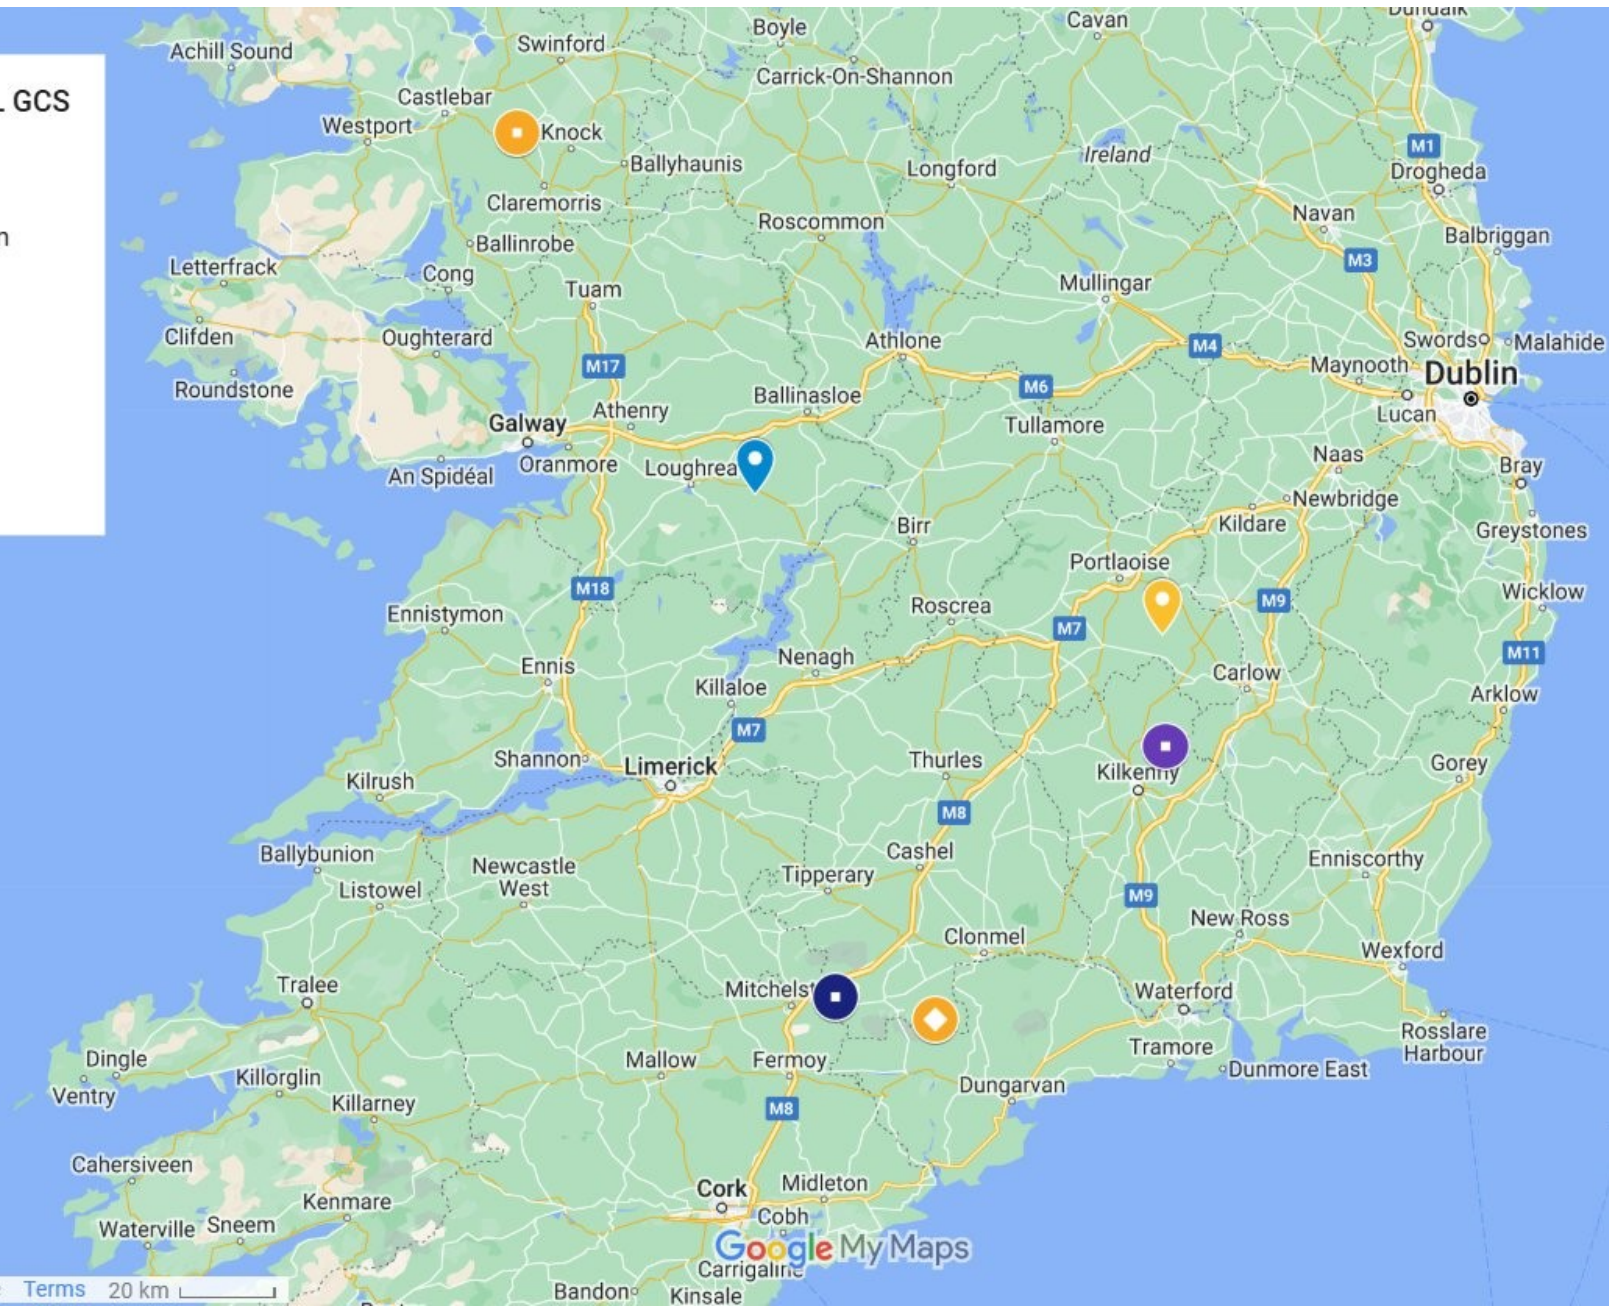 Dundalk
Cavan
Boyle
Swinford
Achill Sound
GCS
Carrick-On-Shannon
Castlebar
Westport
Knock
M1
Ireland
Ballyhaunis
Longford
Drogheda
Claremorris
Navan
Roscommon
Balbriggan
Ballinrobe
M3
Letterfrack
Cong
Mullingar
Tuam
Clifden
Oughterard
Athlone
M4
Swords
Malahide
M17
Maynooth
Dublin
Roundstone
M6
Ballinasloe
Lucan
Galway
Athenry
Tullamore
Oranmore
Loughrea
Naas
Bray
An Spidéal
Newbridge
Birr
Kildare
Greystones
Portlaoise
M18
Wicklow
M9
Roscrea
Ennistymon
M7
M11
Nenagh
Ennis
Carlow
Killaloe
Arklow
M7
Shannon
Limerick
Thurles
Kilkenny
Gorey
Kilrush
M8
Ballybunion
Cashel
Enniscorthy
Newcastle
West
Tipperary
Listowel
M9
New Ross
Clonmel
Wexford
Tralee
Mitchelst
Waterford
Rosslare
Harbour
Tramore
Dingle
Mallow
Fermoy
Dunmore East
Killorglin
Dungarvan
Ventry
Killarney
M8
Cahersiveen
Cork
Midleton
Kenmare
Cobh
Waterville
Sneem
Google My Maps
Carrigaline
Terms
20 km
Bandon
Kinsale